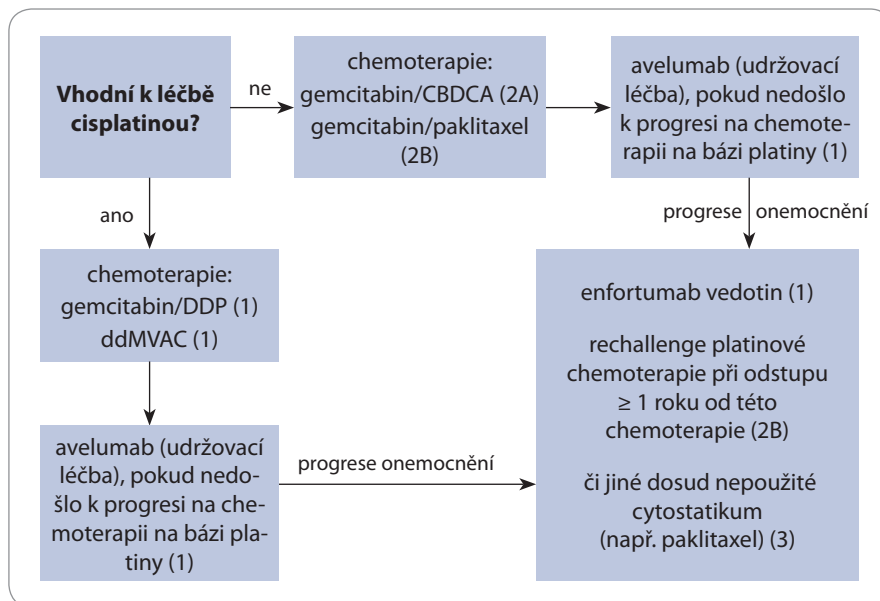 Vhodní k léčbě
cisplatinou?
ne
chemoterapie:
gemcitabin/CBDCA (2A)
gemcitabin/paklitaxel
(2B)
avelumab (udržovací
léčba), pokud nedošlo
k progresi na chemote-
rapii na bázi platiny (1)
ano
progrese onemocnění
chemoterapie:
gemcitabin/DDP (1)
ddMVAC (1)
enfortumab vedotin (1)
rechallenge platinové
chemoterapie při odstupu
≥ 1 roku od této
chemoterapie (2B)
či jiné dosud nepoužité
cytostatikum
(např. paklitaxel) (3)
avelumab (udržovací
léčba), pokud nedo-
šlo k progresi na che-
moterapii na bázi pla-
tiny (1)
progrese onemocnění